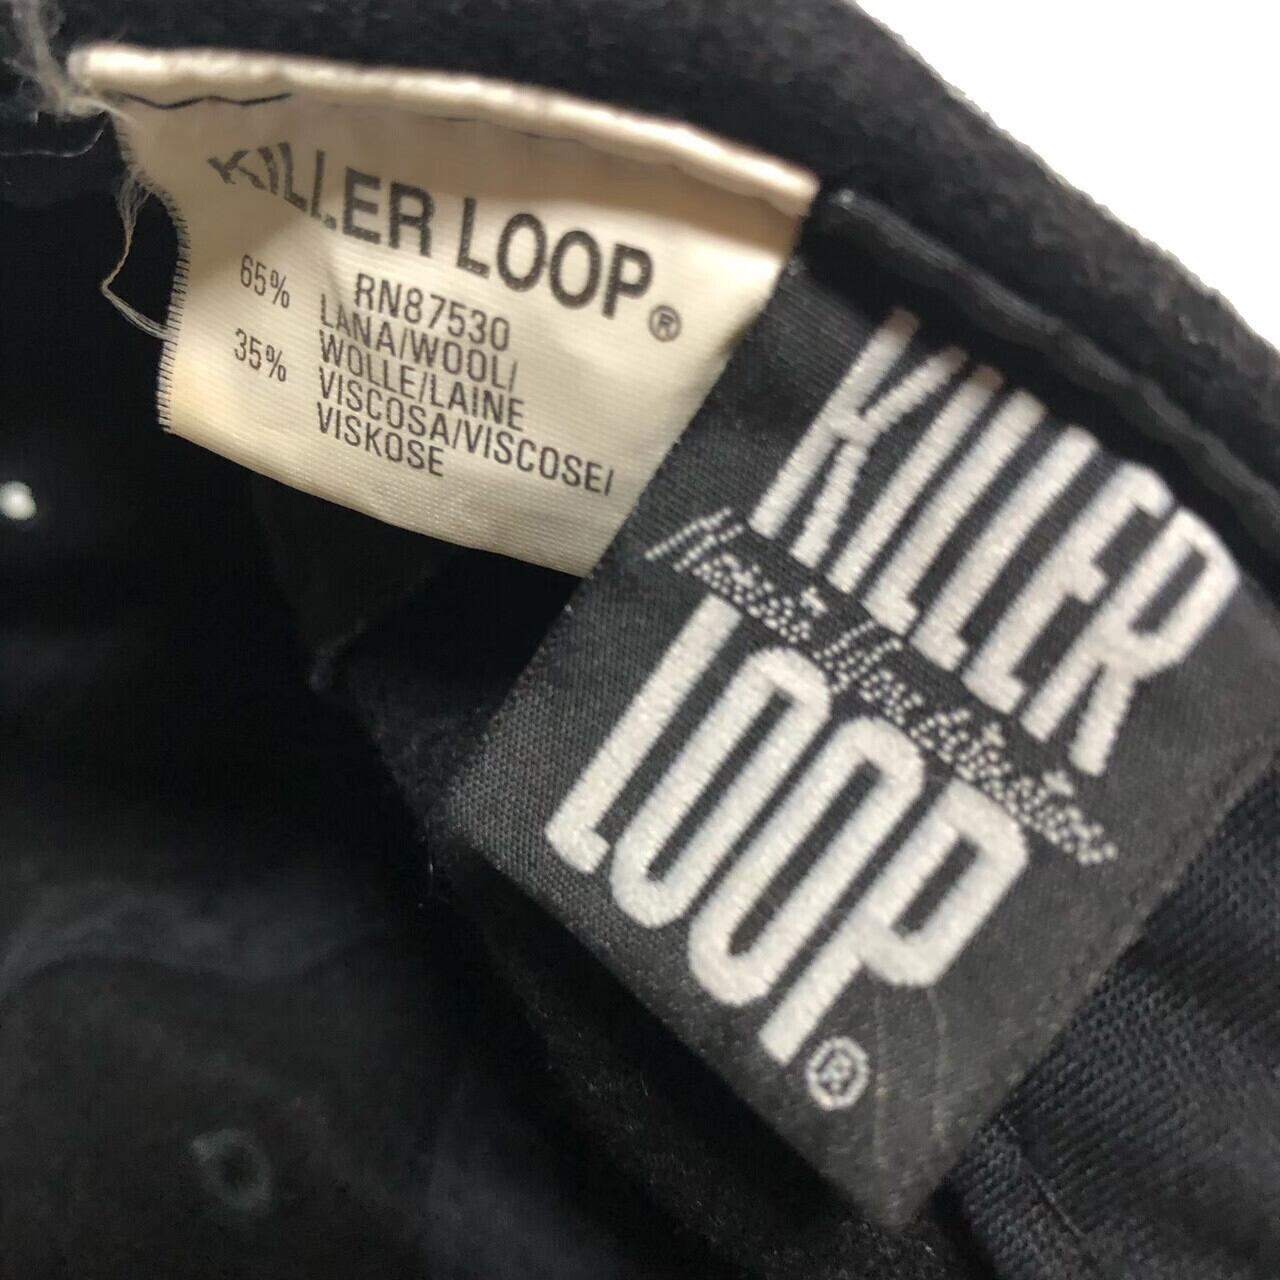 KILLER LOOP®
RN87530
65% LANA/WOOL/
WOLLE/LAINE
35% VISCOSA/VISCOSE/
VISKOSE
KILLER
LOOP®